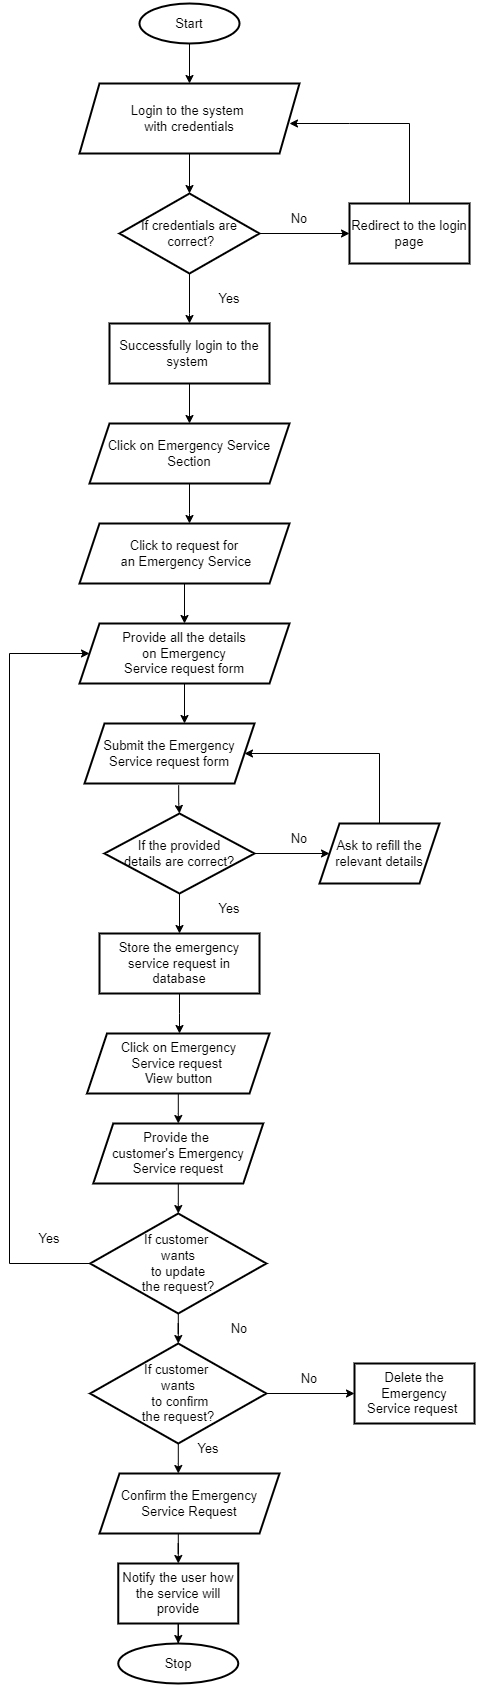 Start
Login to the system
with credentials
If credentials are
correct?
No
Redirect to the login
page
Yes
Successfully login to the
system
Click on Emergency Service
Section
Click to request for
an Emergency Service
Provide all the details
on Emergency
Service request form
Submit the Emergency
Service request form
If the provided
details are correct?
No
Ask to refill the
relevant details
Yes
Store the emergency
service request in
database
Click on Emergency
Service request
View button
Provide the
customer's Emergency
Service request
If customer
wants
to update
the request?
Yes
No
If customer
wants
to confirm
the request?
No
Delete the
Emergency
Service request
Yes
Confirm the Emergency
Service Request
Notify the user how
the service will
provide
Stop